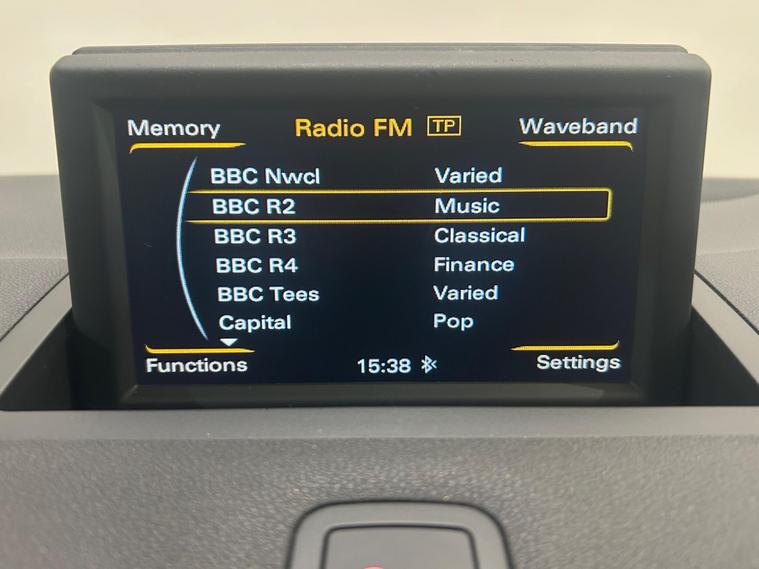 Memory Radio FM TP Waveband
BBC Nwcl Varied
BBC R2 Music
BBC R3 Classical
BBC R4 Finance
BBC Tees Varied
Capital Pop
Functions 15:38 Settings